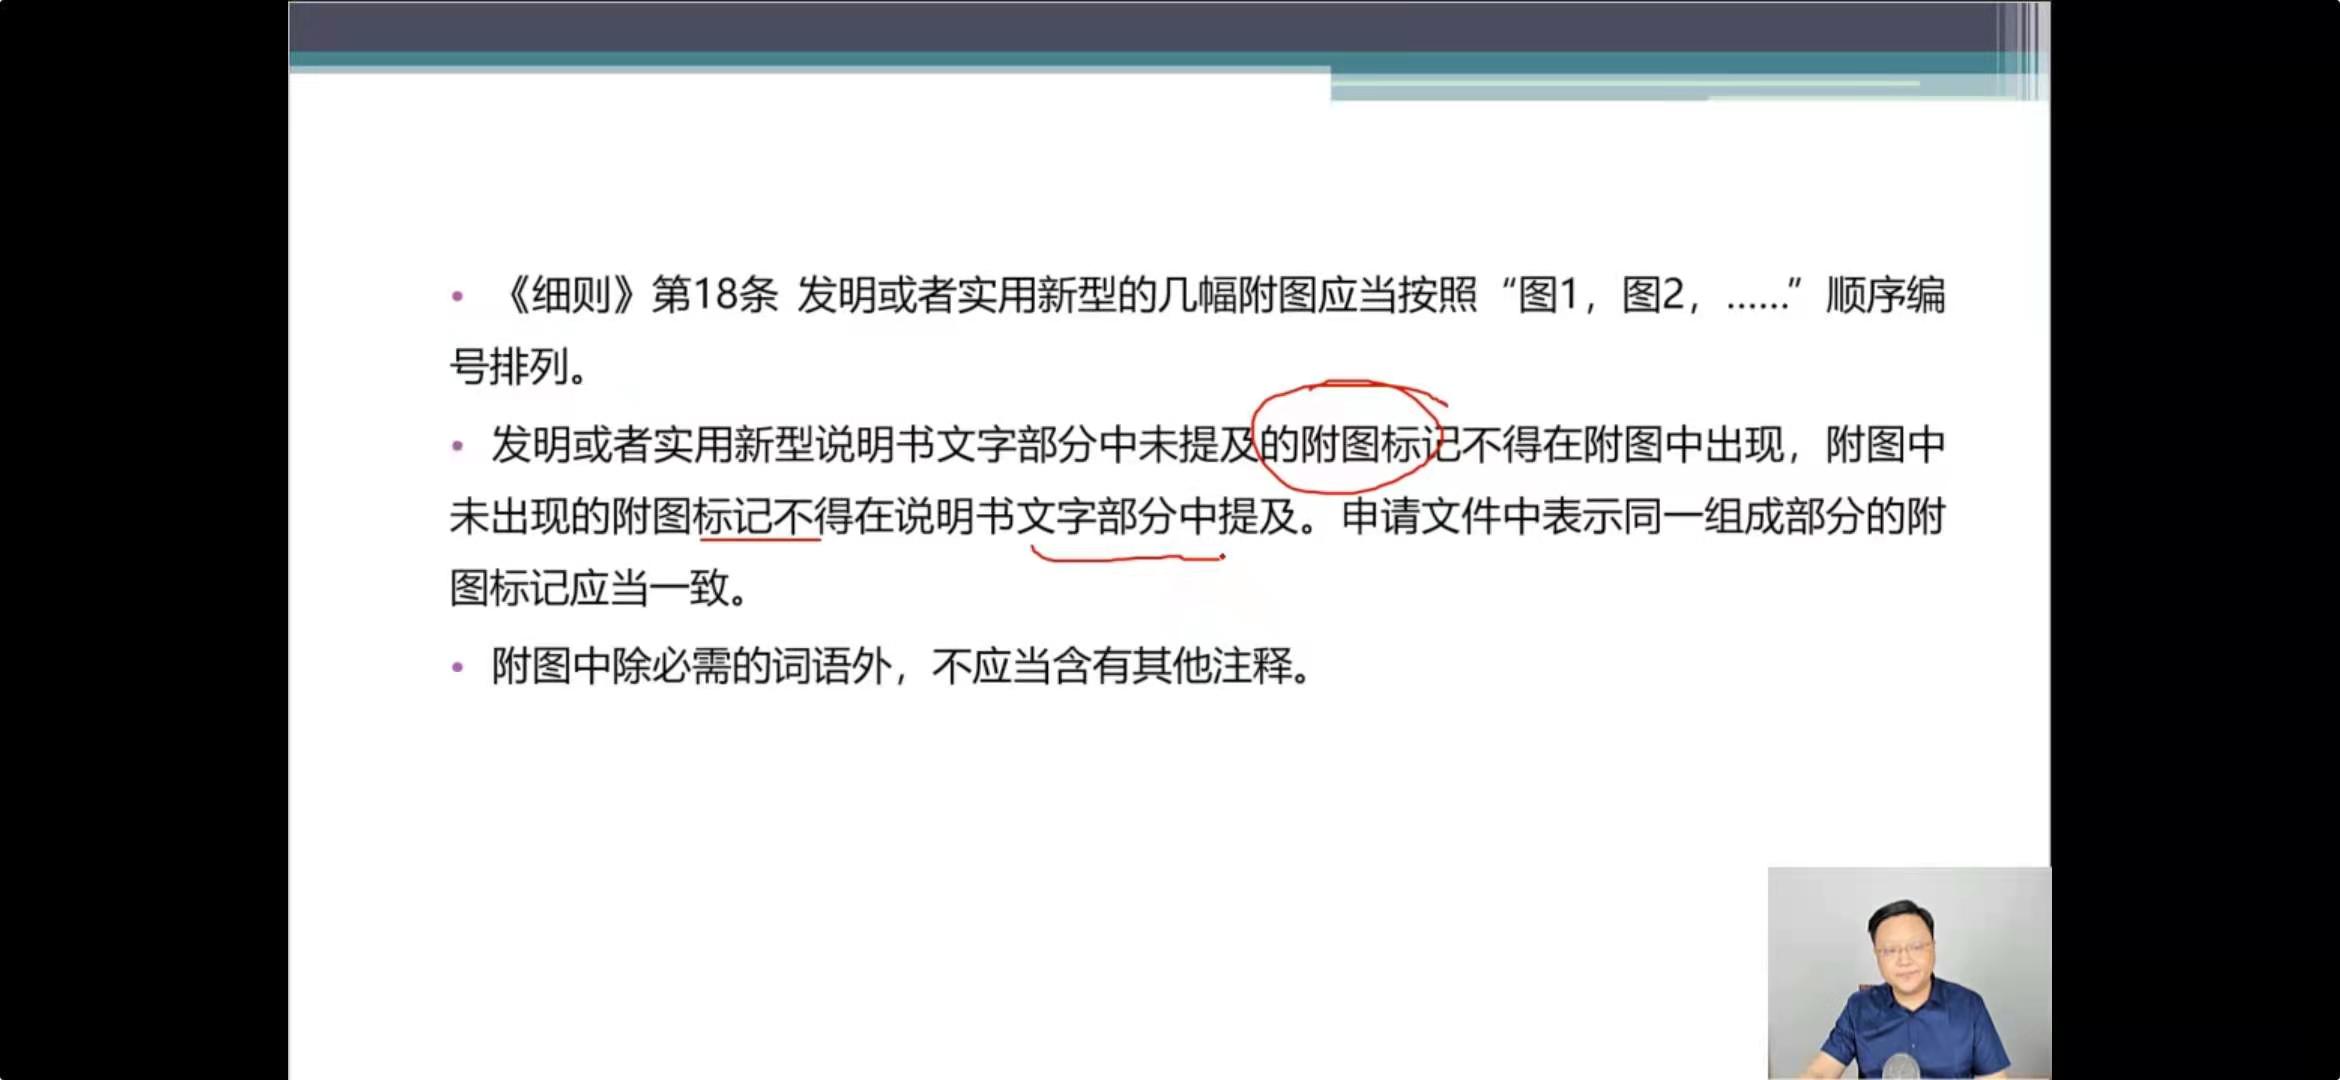 • 《细则》第18条 发明或者实用新型的几幅附图应当按照“图1，图2，……”顺序编
号排列。
• 发明或者实用新型说明书文字部分中未提及的附图标记不得在附图中出现，附图中
未出现的附图标记不得在说明书文字部分中提及。申请文件中表示同一组成部分的附
图标记应当一致。
• 附图中除必需的词语外，不应当含有其他注释。